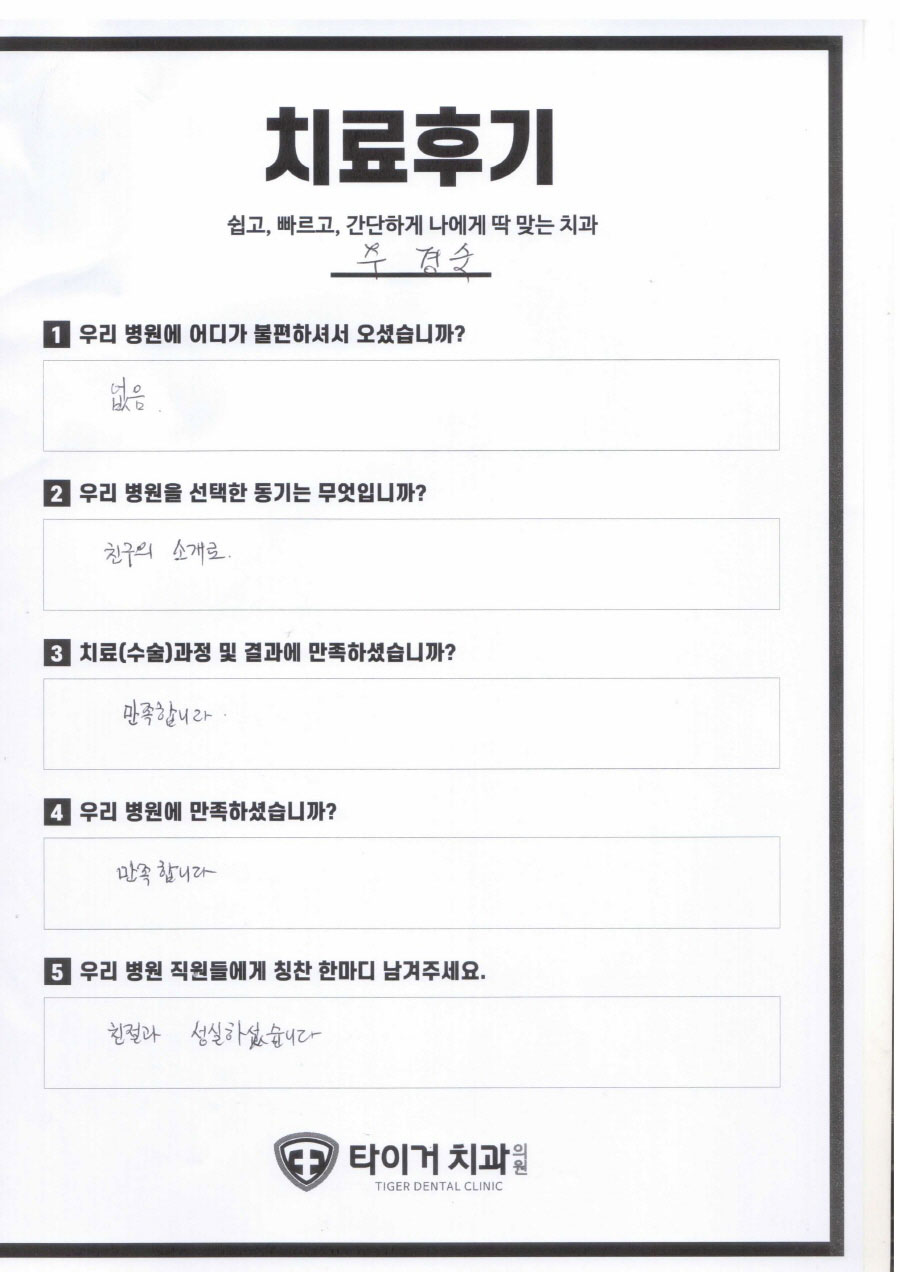 치료후기
쉽고, 빠르고, 간단하게 나에게 딱 맞는 치과
주 경숙
1 우리 병원에 어디가 불편하셔서 오셨습니까?
없음.
2 우리 병원을 선택한 동기는 무엇입니까?
친구의 소개로.
3 치료(수술)과정 및 결과에 만족하셨습니까?
만족합니다.
4 우리 병원에 만족하셨습니까?
만족합니다
5 우리 병원 직원들에게 칭찬 한마디 남겨주세요.
친절과 성실하셨습니다
타이거 치과의원
TIGER DENTAL CLINIC